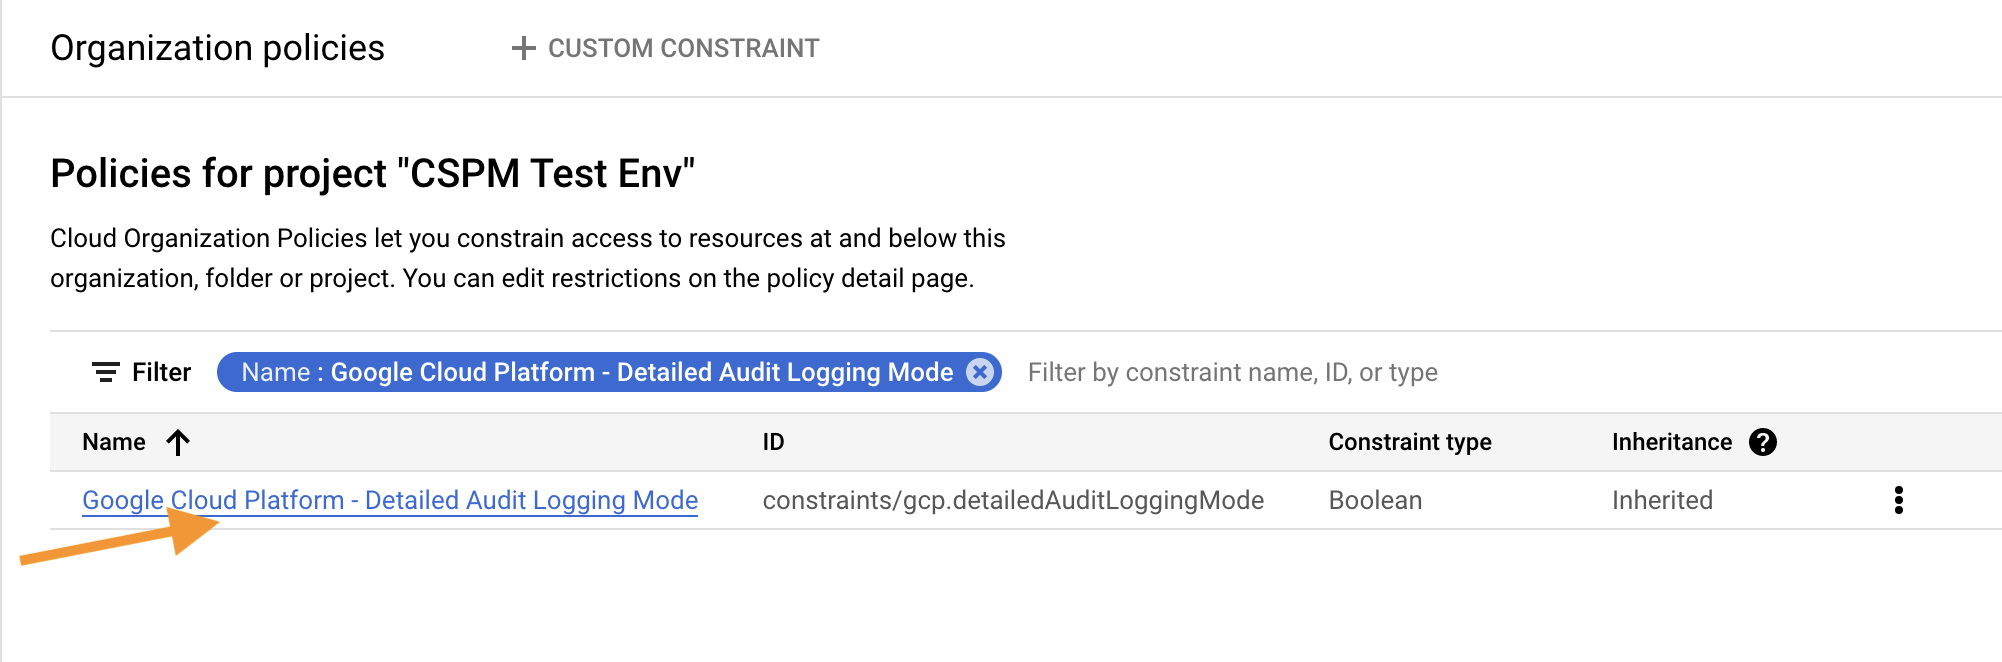 Organization policies
+ CUSTOM CONSTRAINT
Policies for project "CSPM Test Env"
Cloud Organization Policies let you constrain access to resources at and below this
organization, folder or project. You can edit restrictions on the policy detail page.
Filter Name : Google Cloud Platform - Detailed Audit Logging Mode Filter by constraint name, ID, or type
Name ID Constraint type Inheritance ?
Google Cloud Platform - Detailed Audit Logging Mode constraints/gcp.detailedAuditLoggingMode Boolean Inherited